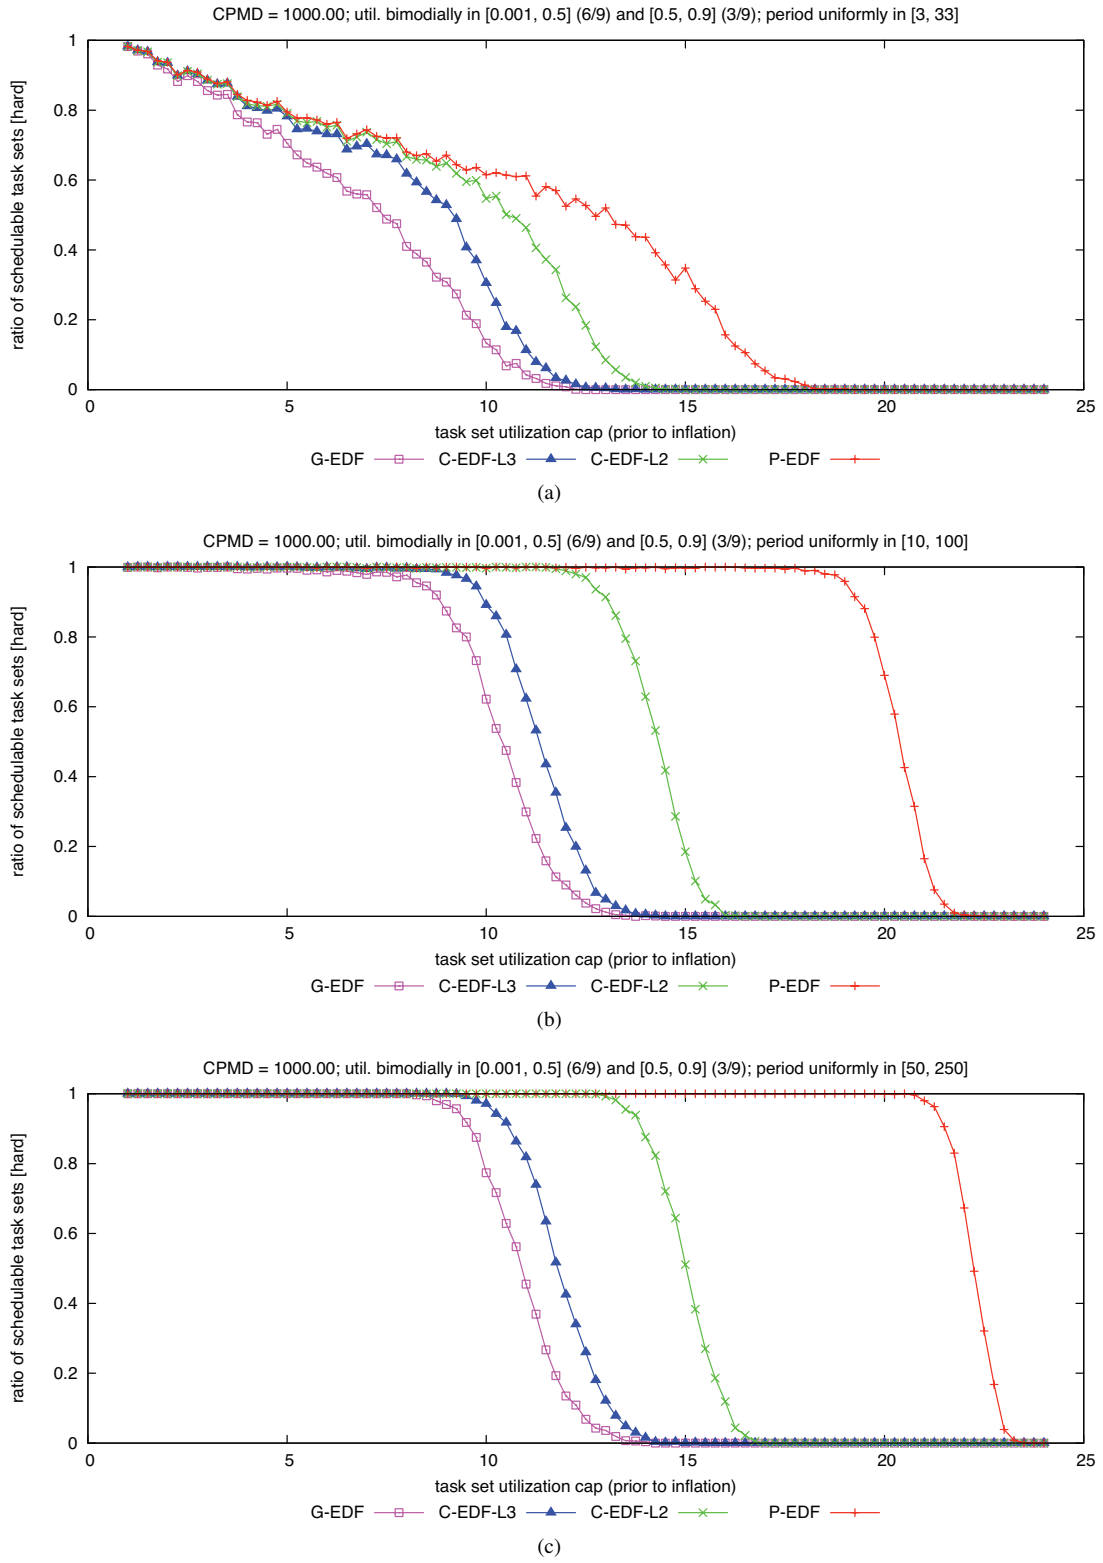 CPMD = 1000.00; util. bimodially in [0.001, 0.5] (6/9) and [0.5, 0.9] (3/9); period uniformly in [3, 33]
1
0.8
0.6
0.4
0.2
0
ratio of schedulable task sets [hard]
0 5 10 15 20 25
task set utilization cap (prior to inflation)
G-EDF C-EDF-L3 C-EDF-L2 P-EDF
(a)
CPMD = 1000.00; util. bimodially in [0.001, 0.5] (6/9) and [0.5, 0.9] (3/9); period uniformly in [10, 100]
1
0.8
0.6
0.4
0.2
0
ratio of schedulable task sets [hard]
0 5 10 15 20 25
task set utilization cap (prior to inflation)
G-EDF C-EDF-L3 C-EDF-L2 P-EDF
(b)
CPMD = 1000.00; util. bimodially in [0.001, 0.5] (6/9) and [0.5, 0.9] (3/9); period uniformly in [50, 250]
1
0.8
0.6
0.4
0.2
0
ratio of schedulable task sets [hard]
0 5 10 15 20 25
task set utilization cap (prior to inflation)
G-EDF C-EDF-L3 C-EDF-L2 P-EDF
(c)